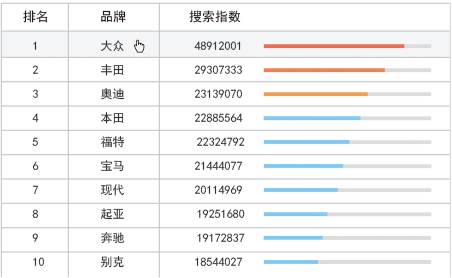 排名 品牌 搜索指数
1 大众 48912001
2 丰田 29307333
3 奥迪 23139070
4 本田 22885564
5 福特 22324792
6 宝马 21444077
7 现代 20114969
8 起亚 19251680
9 奔驰 19172837
10 别克 18544027